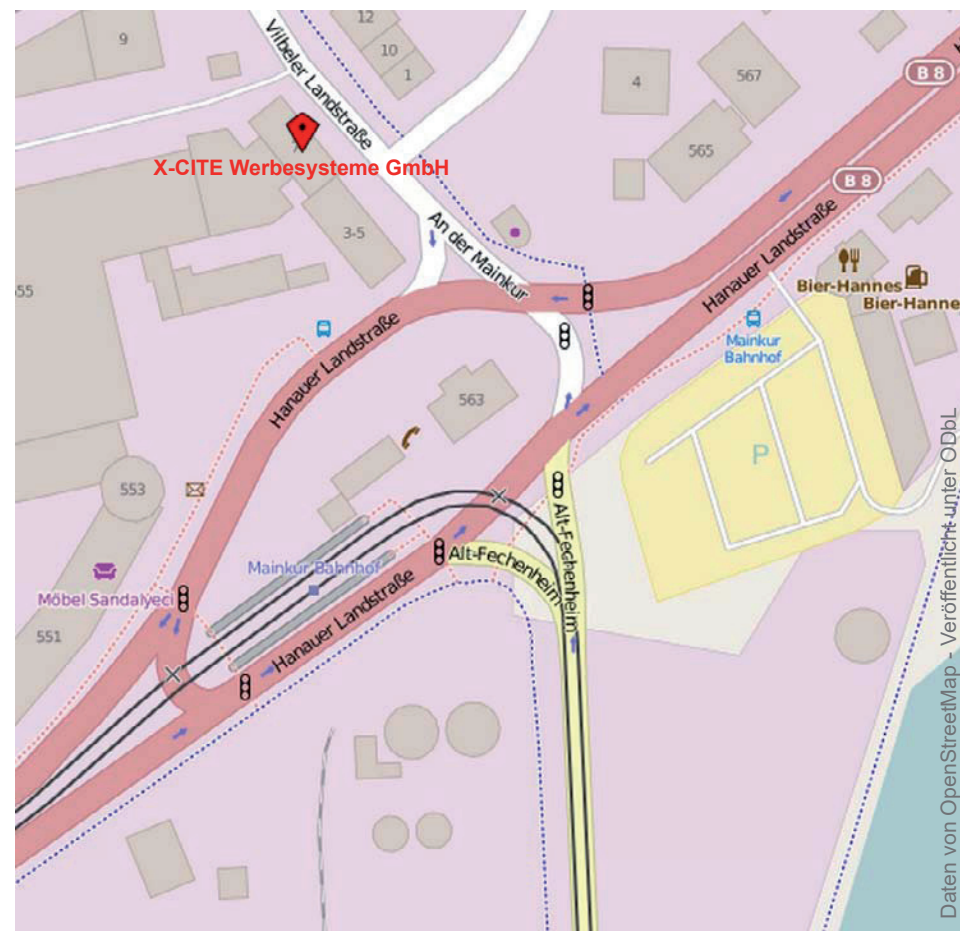 12
9
10
1
Vilbeler Landstraße
4
567
B 8
X-CITE Werbesysteme GmbH
565
B 8
3-5
An der Mainkur
Hanauer Landstraße
Bier-Hannes
Bier-Hanne
55
Hanauer Landstraße
Mainkur
Bahnhof
563
P
553
Alt-Fechenheim
Alt-Fechenheim
Mainkur Bahnhof
Möbel Sandalyeci
Hanauer Landstraße
551
Daten von OpenStreetMap - Veröffentlicht unter ODbL